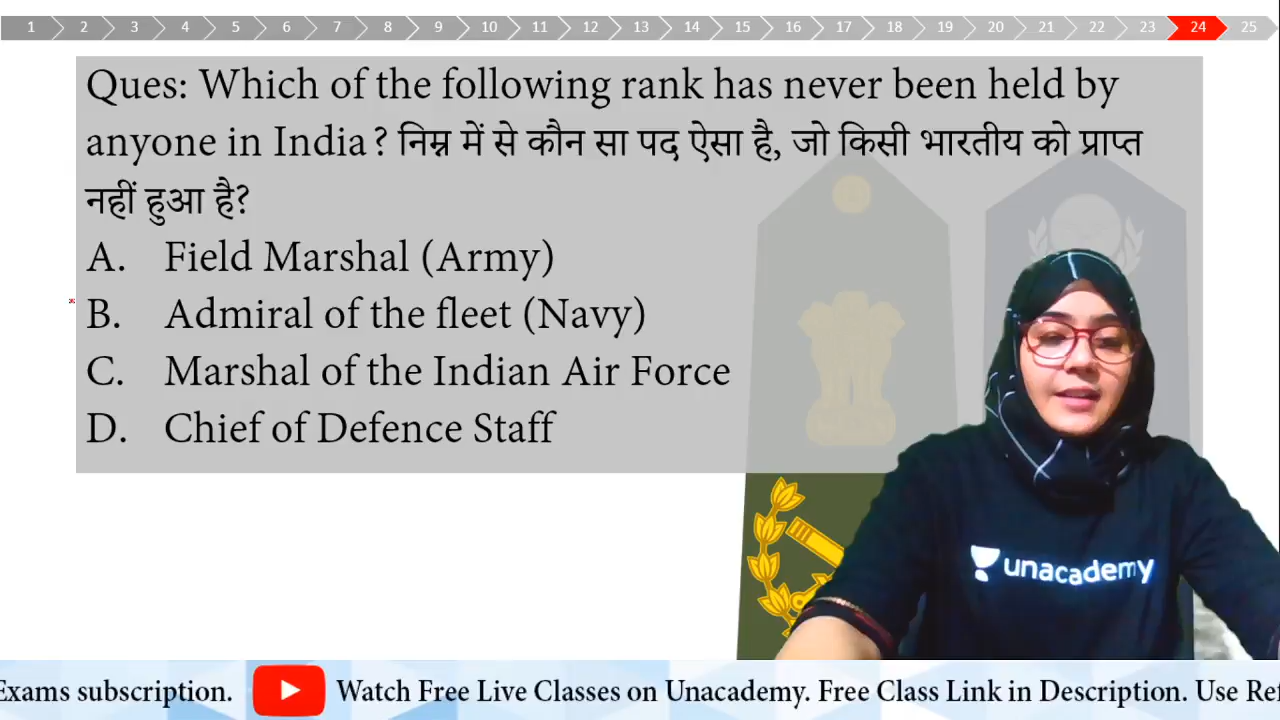 1 2 3 4 5 6 7 8 9 10 11 12 13 14 15 16 17 18 19 20 21 22 23 24 25
Ques: Which of the following rank has never been held by
anyone in India? निम्न में से कौन सा पद ऐसा है, जो किसी भारतीय को प्राप्त
नहीं हुआ है?
A. Field Marshal (Army)
B. Admiral of the fleet (Navy)
C. Marshal of the Indian Air Force
D. Chief of Defence Staff
unacademy
Exams subscription. Watch Free Live Classes on Unacademy. Free Class Link in Description. Use Ref